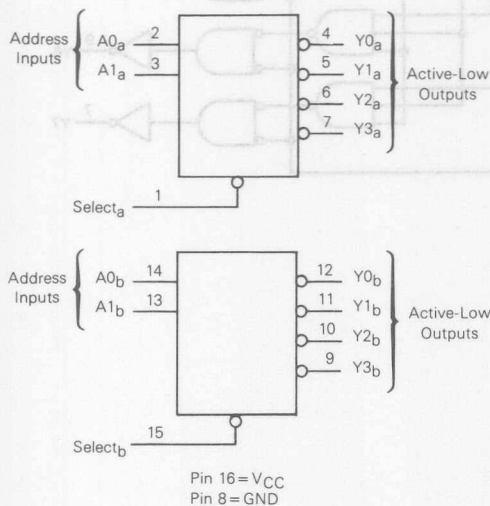 Address Inputs
A0a 2
A1a 3
4 Y0a
5 Y1a
6 Y2a
7 Y3a
Active-Low Outputs
1
Selecta
Address Inputs
A0b 14
A1b 13
12 Y0b
11 Y1b
10 Y2b
9 Y3b
Active-Low Outputs
15
Selectb
Pin 16=VCC
Pin 8=GND